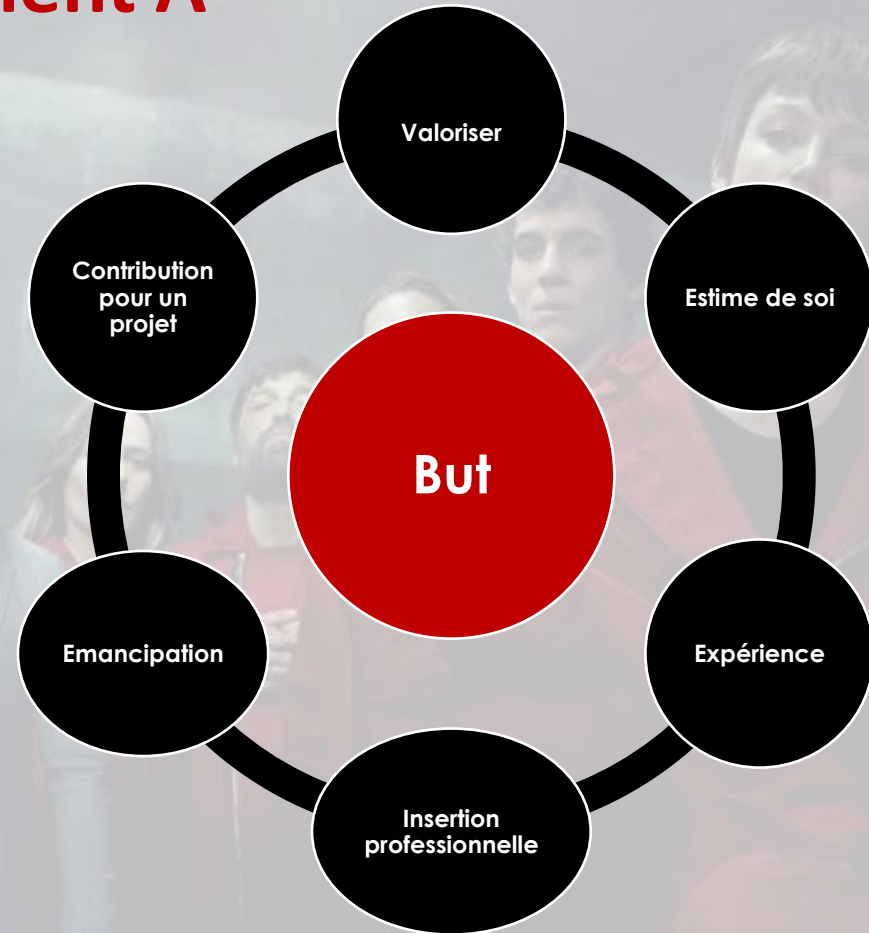 Valoriser
Estime de soi
Expérience
Insertion
professionnelle
Emancipation
Contribution
pour un
projet
But